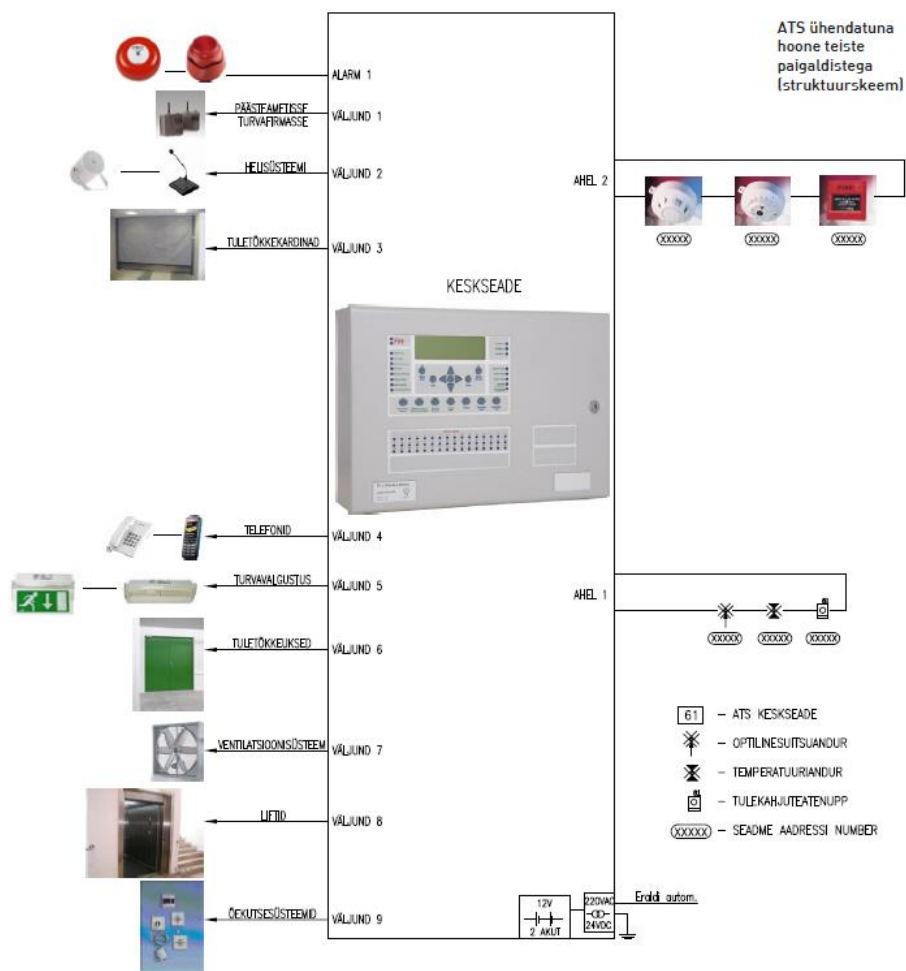 ATS ühendatuna
hoone teiste
paigaldistega
(struktuurskeem)
ALARM 1
PÄÄSTEAMETISSE
TURVAFIRMASSE
VÄLJUND 1
HELISÜSTEEMI
VÄLJUND 2
TULETÕKKEKARDINAD
VÄLJUND 3
AHEL 2
FIRE
(XXXXX)
(XXXXX)
(XXXXX)
KESKSEADE
TELEFONID
VÄLJUND 4
TURVAVALGUSTUS
VÄLJUND 5
TULETÕKKEUKSED
VÄLJUND 6
VENTILATSIOONISÜSTEEM
VÄLJUND 7
LIFTID
VÄLJUND 8
ÕEKUTSESÜSTEEMID
VÄLJUND 9
AHEL 1
61
(XXXXX)
(XXXXX)
(XXXXX)
61 – ATS KESKSEADE
– OPTILINESUITSUANDUR
– TEMPERATUURIANDUR
61 – TULEKAHJUTEATENUPP
(XXXXX) – SEADME AADRESSI NUMBER
12V
2 AKUT
220VAC
24VDC
Eraldi autom.